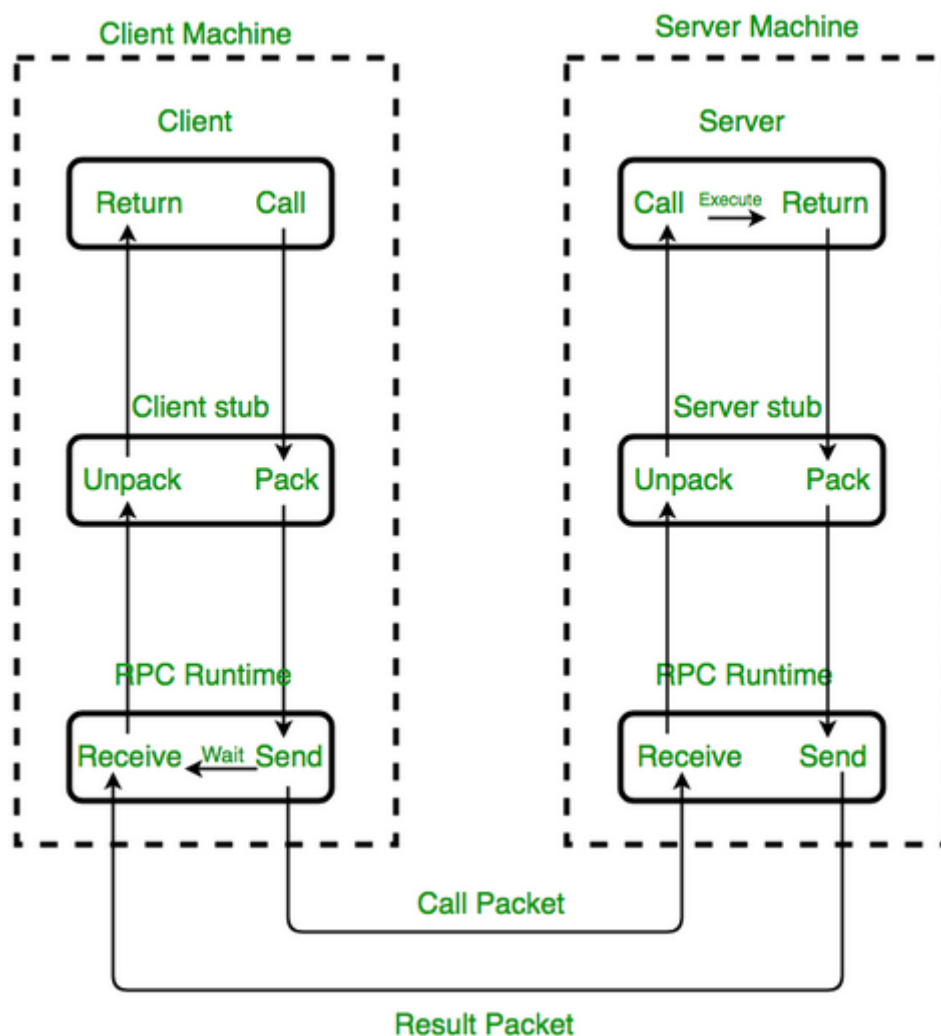 Client Machine
Server Machine
Client
Server
Return Call
Call Execute Return
Client stub
Server stub
Unpack Pack
Unpack Pack
RPC Runtime
RPC Runtime
Receive Wait Send
Receive Send
Call Packet
Result Packet